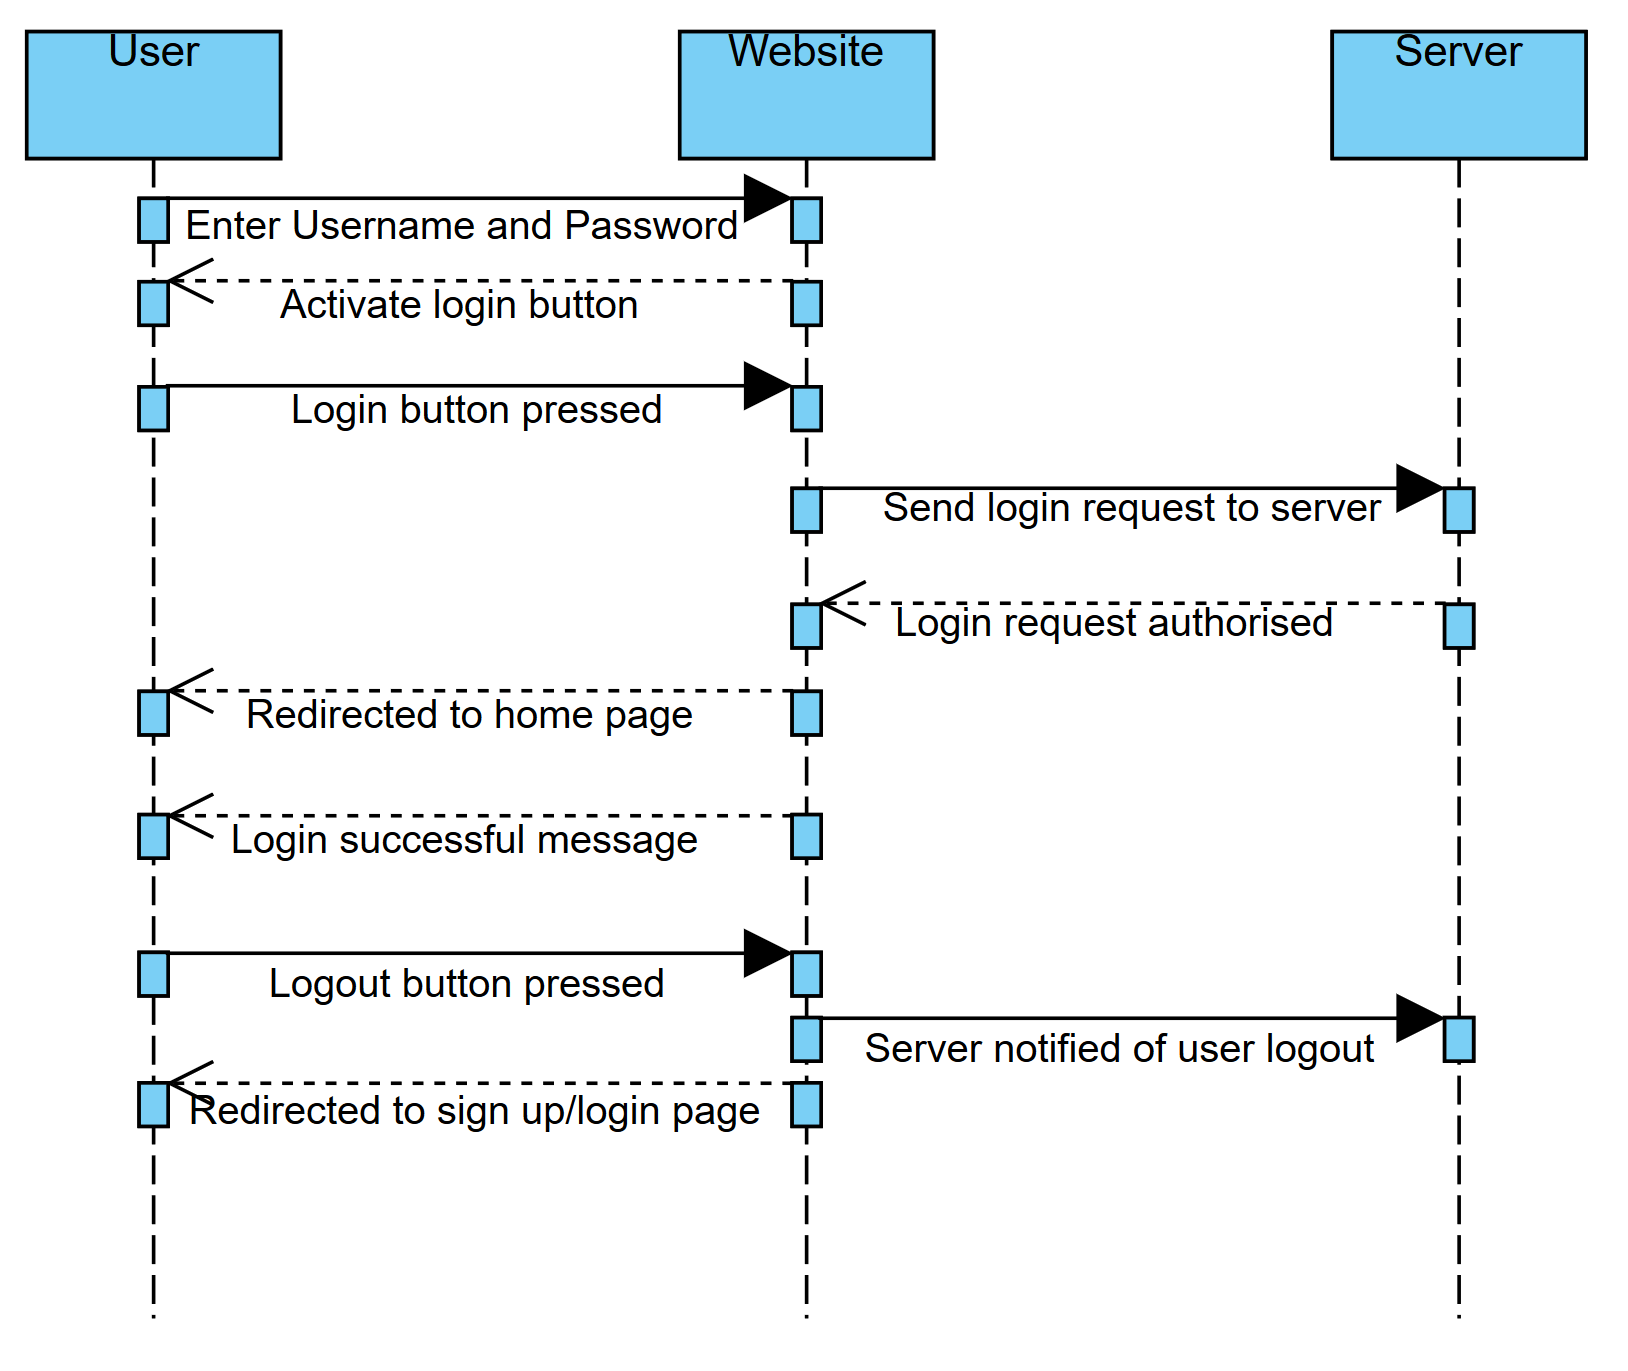 User
Website
Server
Enter Username and Password
Activate login button
Login button pressed
Send login request to server
Login request authorised
Redirected to home page
Login successful message
Logout button pressed
Server notified of user logout
Redirected to sign up/login page